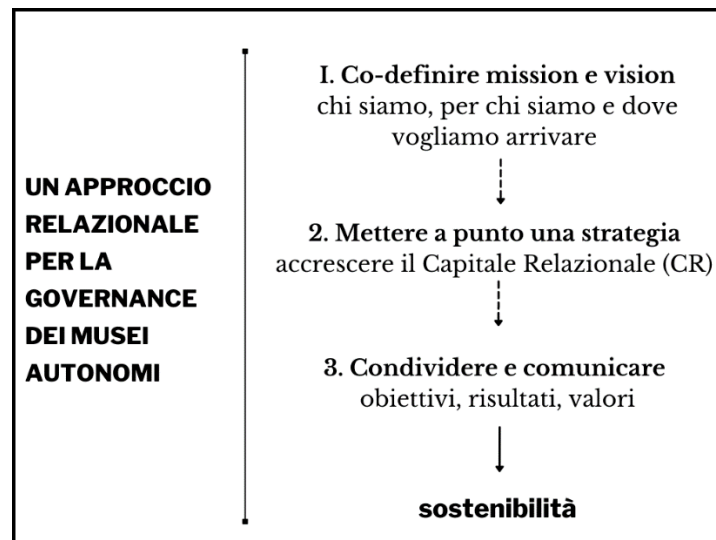 UN APPROCCIO
RELAZIONALE
PER LA
GOVERNANCE
DEI MUSEI
AUTONOMI
I. Co-definire mission e vision
chi siamo, per chi siamo e dove
vogliamo arrivare
2. Mettere a punto una strategia
accrescere il Capitale Relazionale (CR)
3. Condividere e comunicare
obiettivi, risultati, valori
sostenibilità